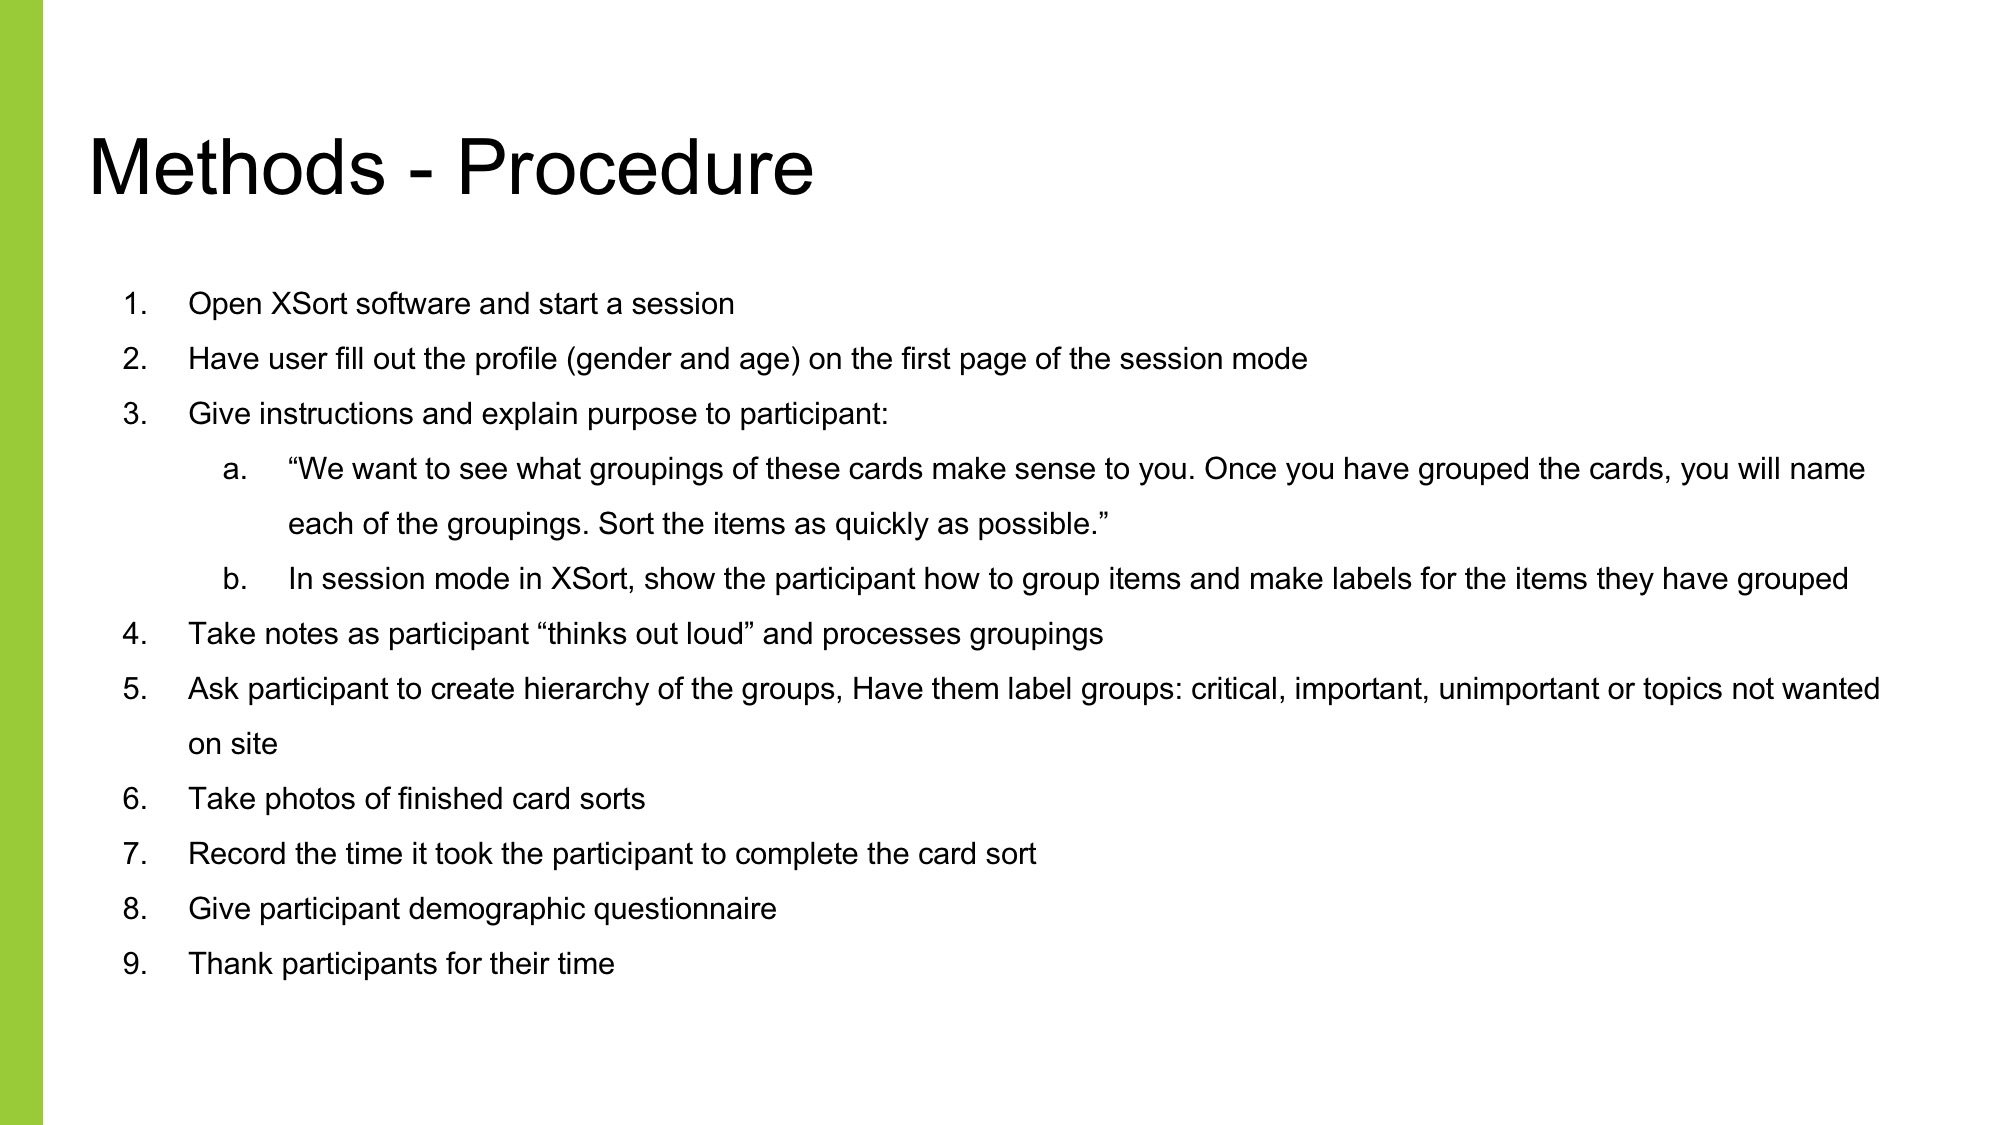 Methods - Procedure
1. Open XSort software and start a session
2. Have user fill out the profile (gender and age) on the first page of the session mode
3. Give instructions and explain purpose to participant:
a. “We want to see what groupings of these cards make sense to you. Once you have grouped the cards, you will name
each of the groupings. Sort the items as quickly as possible.”
b. In session mode in XSort, show the participant how to group items and make labels for the items they have grouped
4. Take notes as participant “thinks out loud” and processes groupings
5. Ask participant to create hierarchy of the groups, Have them label groups: critical, important, unimportant or topics not wanted
on site
6. Take photos of finished card sorts
7. Record the time it took the participant to complete the card sort
8. Give participant demographic questionnaire
9. Thank participants for their time